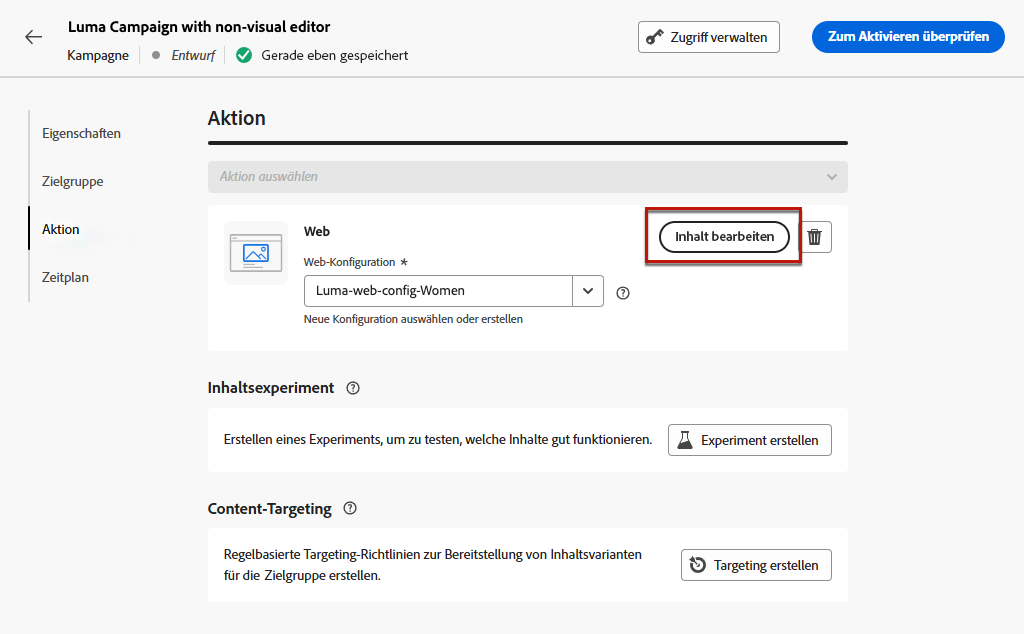 Luma Campaign with non-visual editor
Kampagne
Entwurf
Gerade eben gespeichert
Zugriff verwalten
Zum Aktivieren überprüfen
Eigenschaften
Zielgruppe
Aktion
Zeitplan
Aktion
Aktion auswählen
Web
Inhalt bearbeiten
Web-Konfiguration *
Luma-web-config-Women
Neue Konfiguration auswählen oder erstellen
Inhaltsexperiment
Erstellen eines Experiments, um zu testen, welche Inhalte gut funktionieren.
Experiment erstellen
Content-Targeting
Regelbasierte Targeting-Richtlinien zur Bereitstellung von Inhaltsvarianten
für die Zielgruppe erstellen.
Targeting erstellen